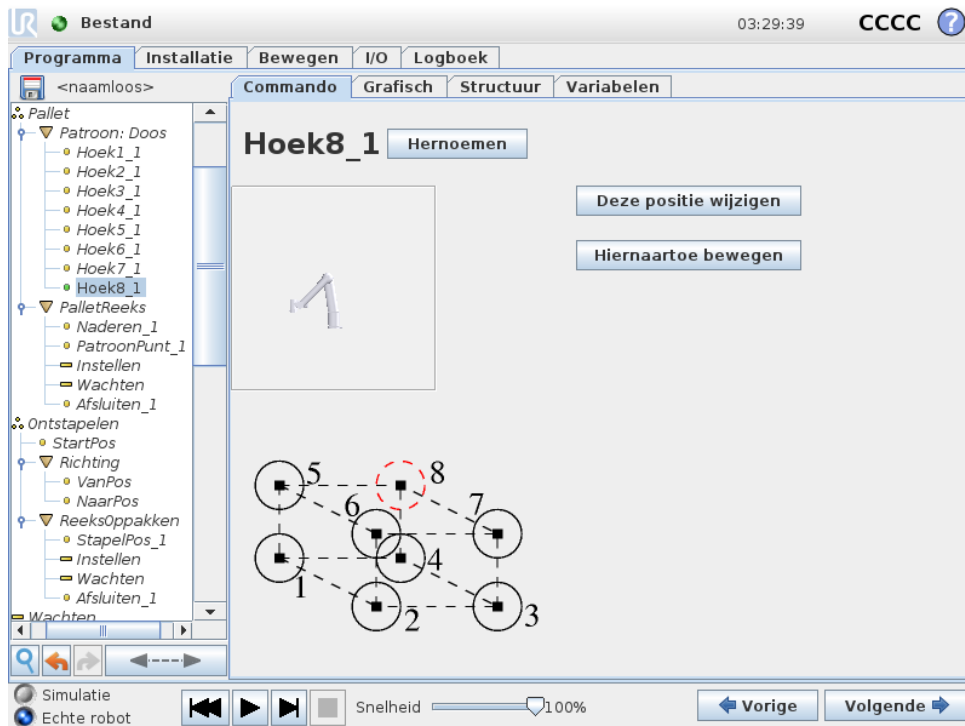 UR Bestand 03:29:39 CCCC ?
Programma Installatie Bewegen I/O Logboek
<naamloos>
Commando Grafisch Structuur Variabelen
Pallet
Patroon: Doos
Hoek1_1
Hoek2_1
Hoek3_1
Hoek4_1
Hoek5_1
Hoek6_1
Hoek7_1
Hoek8_1
PalletReeks
Naderen_1
PatroonPunt_1
Instellen
Wachten
Afsluiten_1
Ontstapelen
StartPos
Richting
VanPos
NaarPos
ReeksOppakken
StapelPos_1
Instellen
Wachten
Afsluiten_1
Wachten
Hoek8_1 Hernoemen
Deze positie wijzigen
Hiernaartoe bewegen
5 8
6 7
1 4
2 3
Simulatie
Echte robot
Snelheid 100%
Vorige Volgende